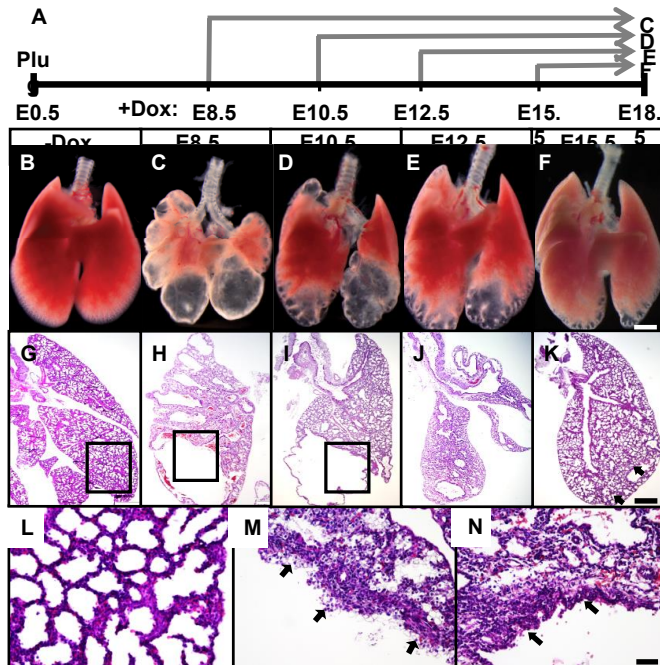 A
C
D
E
F
Plu
g
E0.5 +Dox: E8.5 E10.5 E12.5 E15. E18.
5 5
-Dox E8.5 E10.5 E12.5 E15.5
B C D E F
G H I J K
L M N